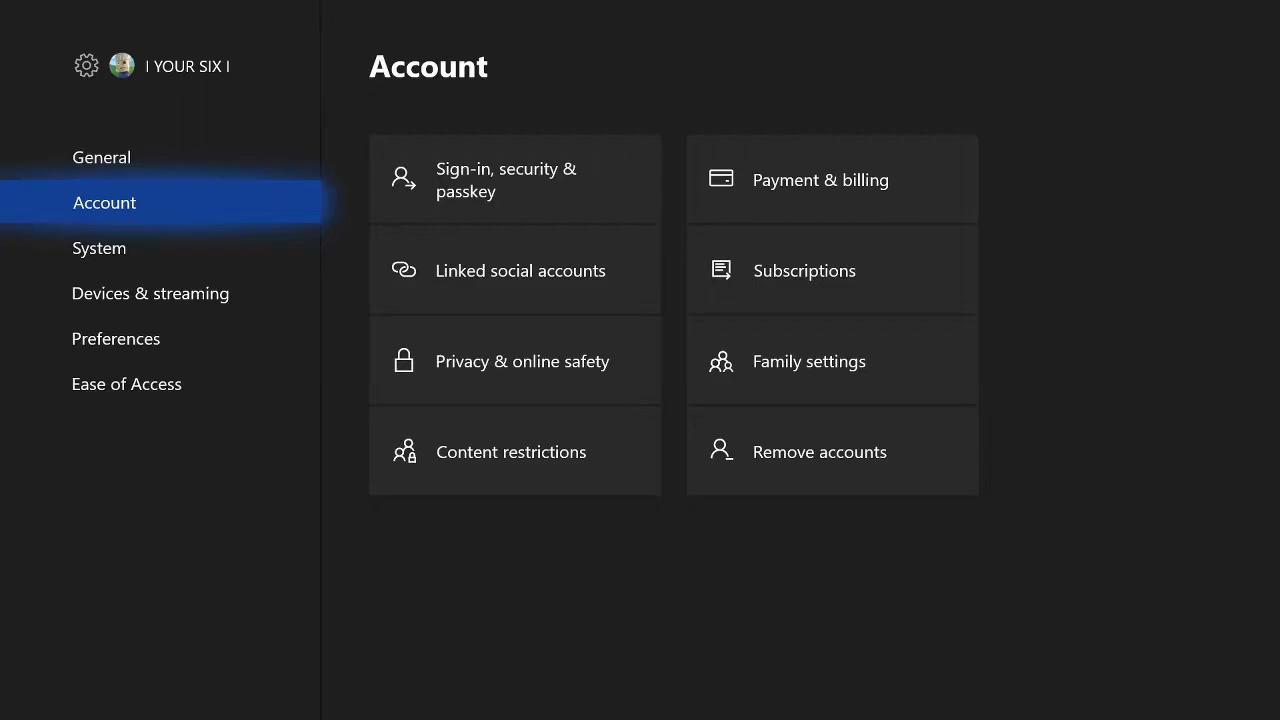 I YOUR SIX I
General
Account
System
Devices & streaming
Preferences
Ease of Access
Account
Sign-in, security &
passkey
Linked social accounts
Privacy & online safety
Content restrictions
Payment & billing
Subscriptions
Family settings
Remove accounts